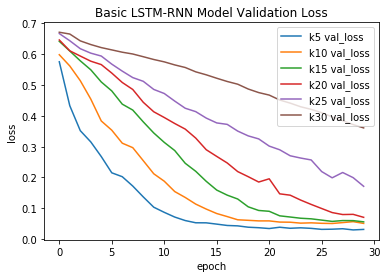 Basic LSTM-RNN Model Validation Loss
0.7
0.6
0.5
0.4
0.3
0.2
0.1
0.0
loss
k5 val_loss
k10 val_loss
k15 val_loss
k20 val_loss
k25 val_loss
k30 val_loss
0 5 10 15 20 25 30
epoch